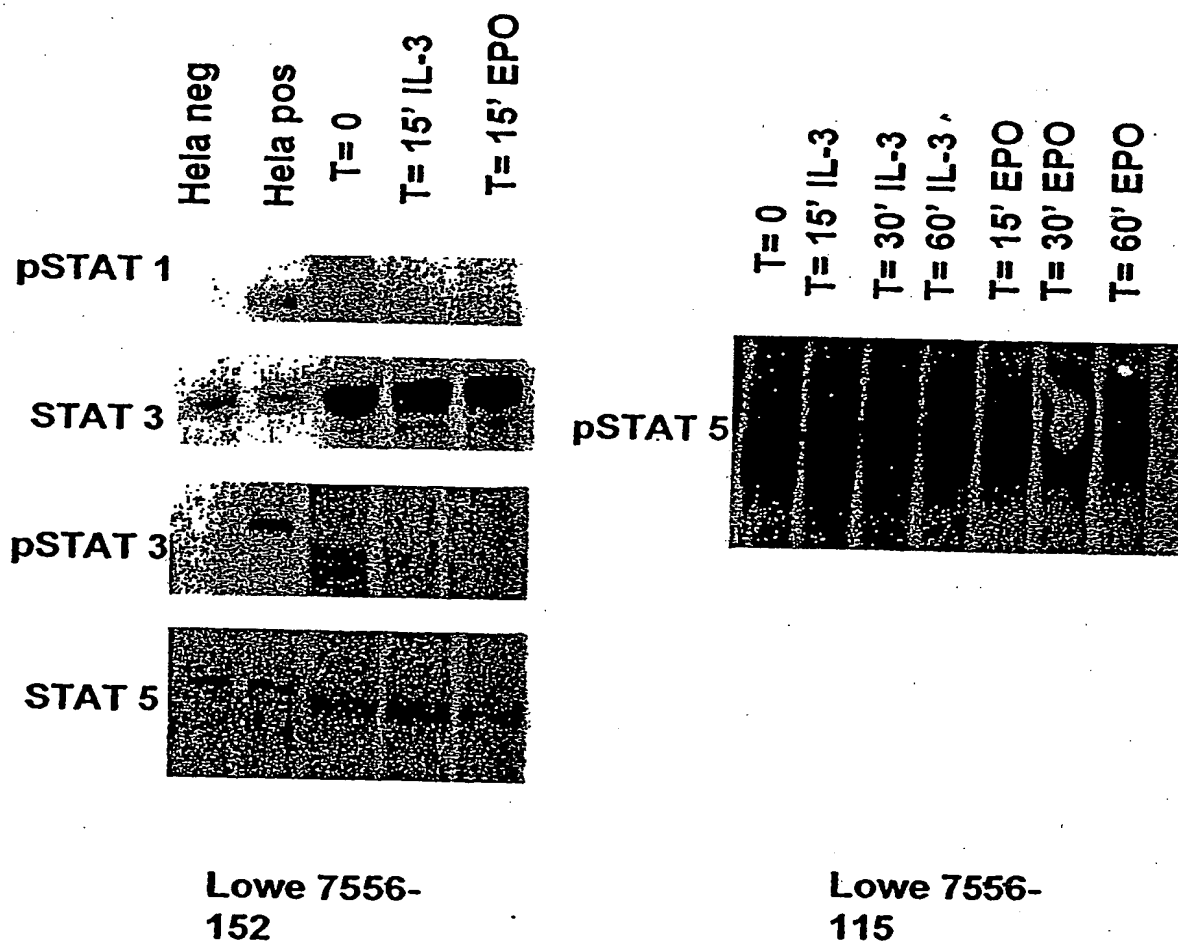 Hela neg
Hela pos
T= 0
T= 15' IL-3
T= 15' EPO
pSTAT 1
STAT 3
pSTAT 3
STAT 5
Lowe 7556-
152
T= 0
T= 15' IL-3
T= 30' IL-3
T= 60' IL-3
T= 15' EPO
T= 30' EPO
T= 60' EPO
pSTAT 5
Lowe 7556-
115